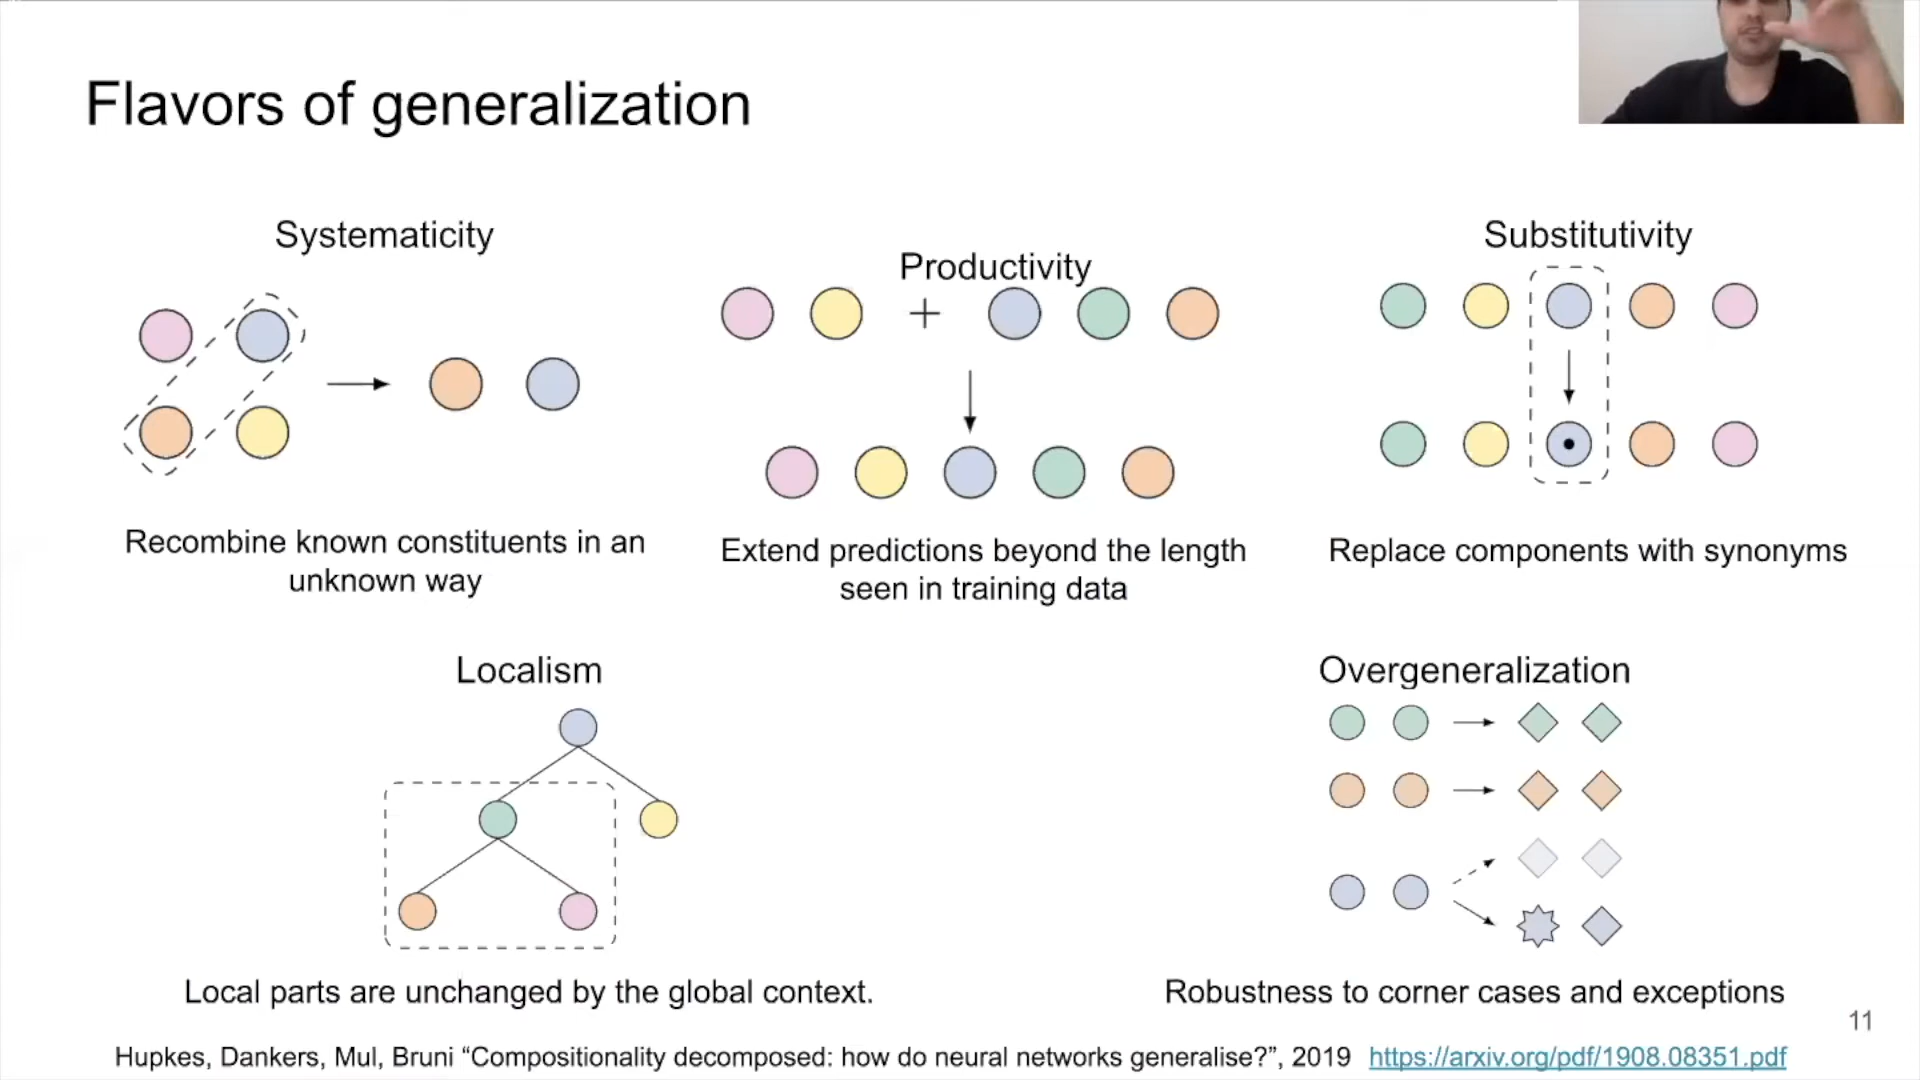 Flavors of generalization
Systematicity
Recombine known constituents in an
unknown way
Productivity
+
Extend predictions beyond the length
seen in training data
Substitutivity
Replace components with synonyms
Localism
Local parts are unchanged by the global context.
Overgeneralization
Robustness to corner cases and exceptions
11
Hupkes, Dankers, Mul, Bruni “Compositionality decomposed: how do neural networks generalise?”, 2019 https://arxiv.org/pdf/1908.08351.pdf